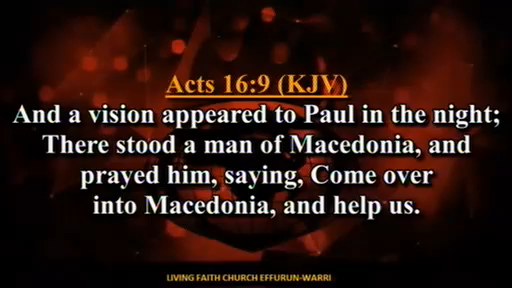 Acts 16:9 (KJV)
And a vision appeared to Paul in the night;
There stood a man of Macedonia, and
prayed him, saying, Come over
into Macedonia, and help us.
LIVING FAITH CHURCH EFFURUN-WARRI